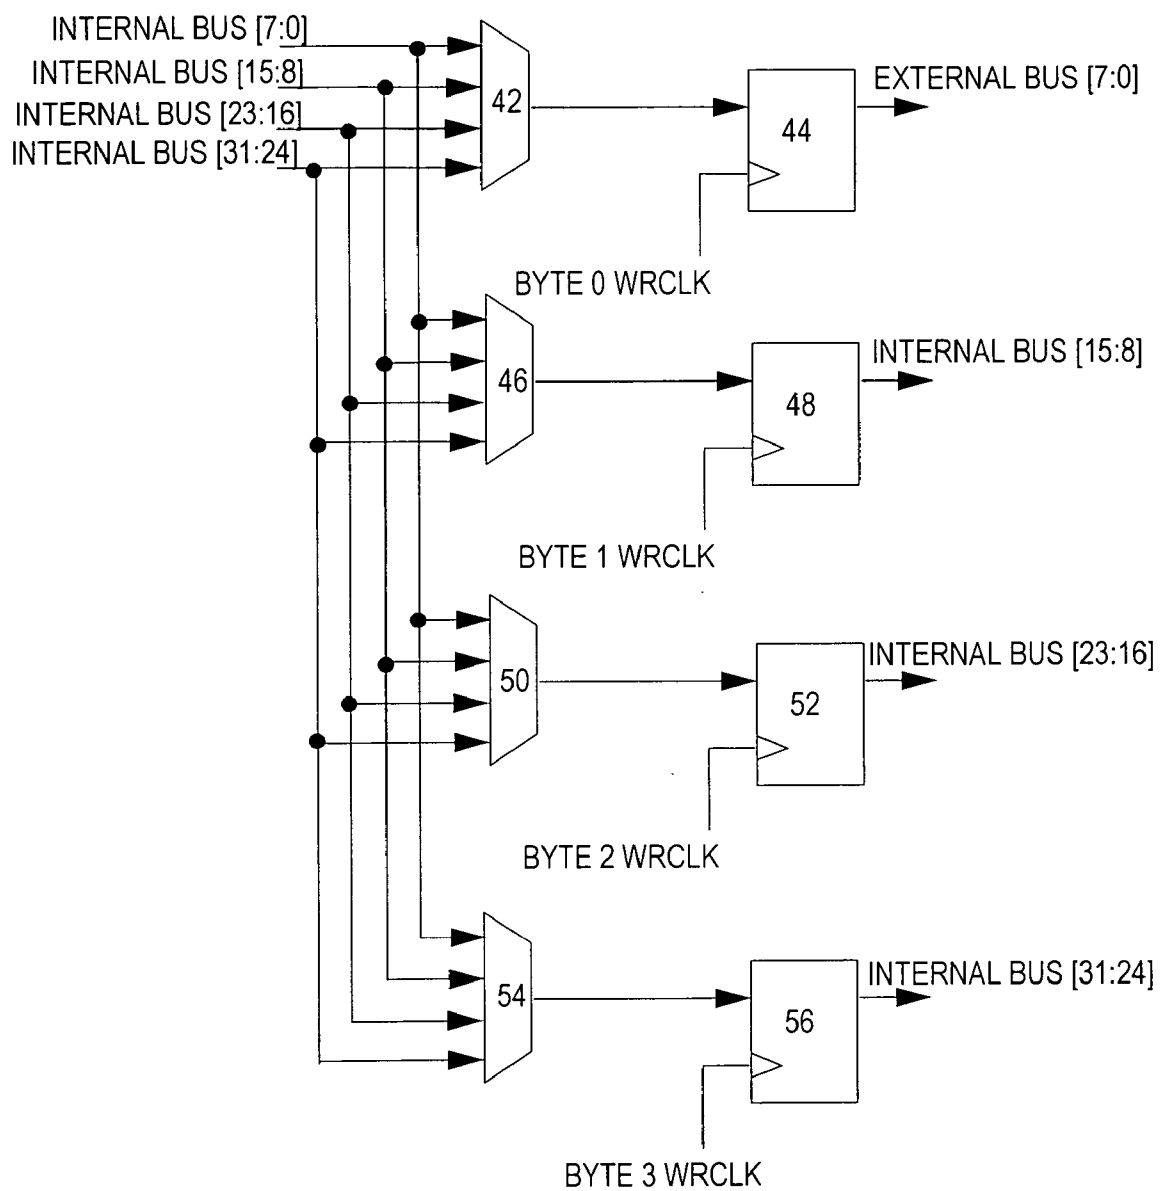 INTERNAL BUS [7:0]
INTERNAL BUS [15:8]
INTERNAL BUS [23:16]
INTERNAL BUS [31:24]
42
44
EXTERNAL BUS [7:0]
BYTE 0 WRCLK
46
48
INTERNAL BUS [15:8]
BYTE 1 WRCLK
50
52
INTERNAL BUS [23:16]
BYTE 2 WRCLK
54
56
INTERNAL BUS [31:24]
BYTE 3 WRCLK